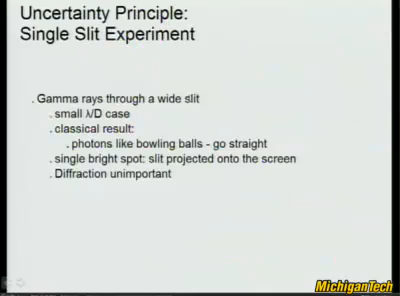 Uncertainty Principle:
Single Slit Experiment
. Gamma rays through a wide slit
. small λ/D case
. classical result:
. photons like bowling balls - go straight
. single bright spot: slit projected onto the screen
. Diffraction unimportant
MichiganTech